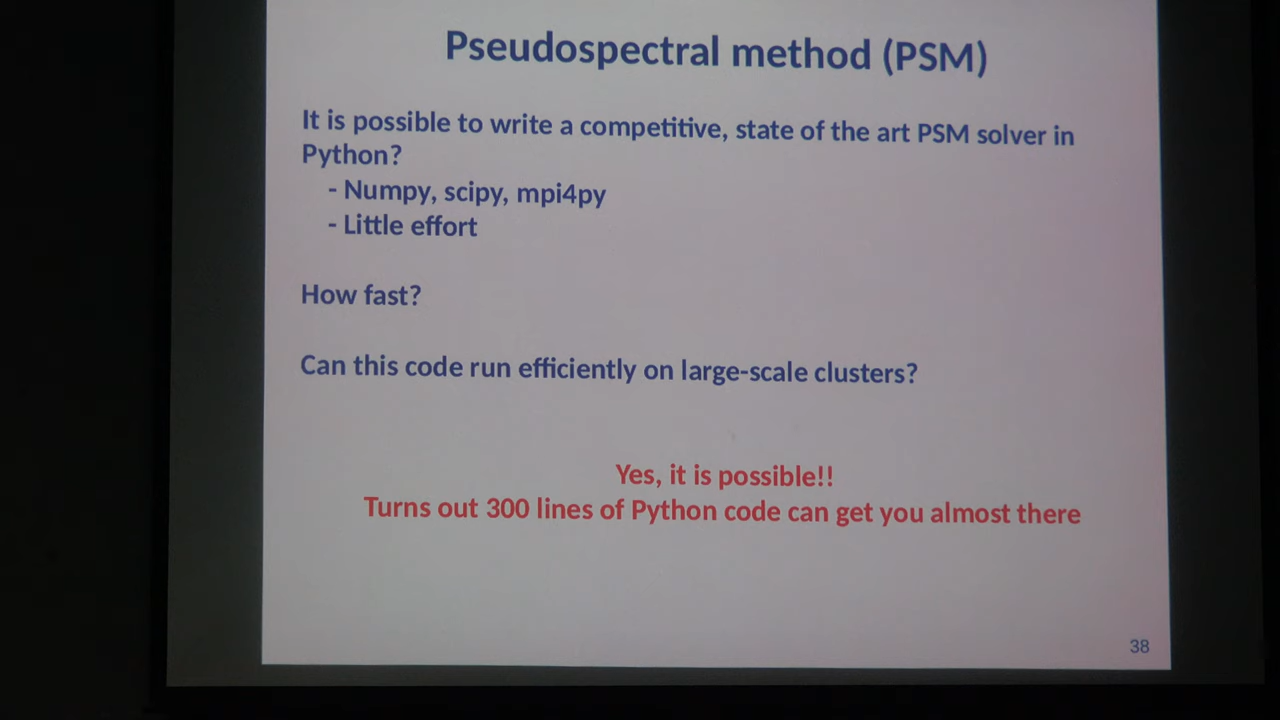 Pseudospectral method (PSM)
It is possible to write a competitive, state of the art PSM solver in
Python?
- Numpy, scipy, mpi4py
- Little effort
How fast?
Can this code run efficiently on large-scale clusters?
Yes, it is possible!!
Turns out 300 lines of Python code can get you almost there
38